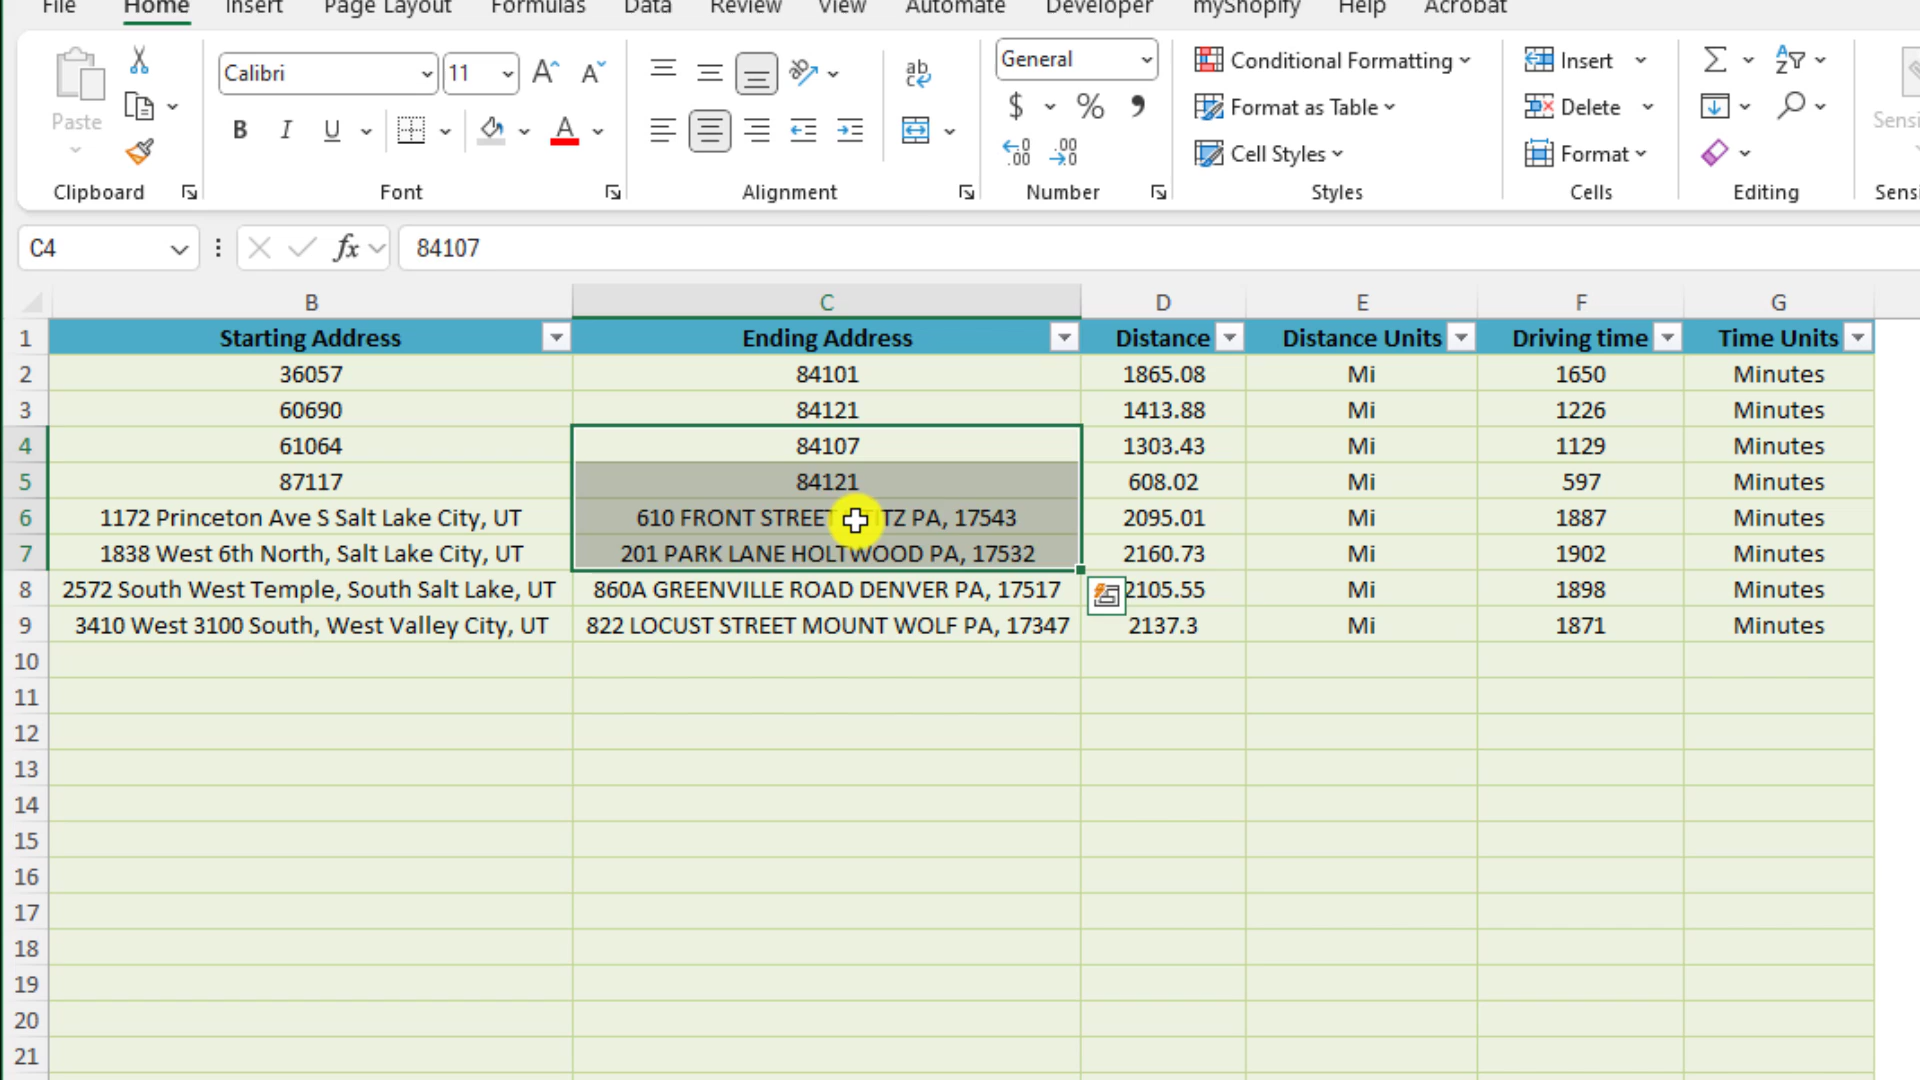 File Home Insert Page Layout Formulas Data Review View Automate Developer myShopify Help Acrobat
Calibri 11 General Conditional Formatting Insert
Paste Format as Table Delete
B I U Cell Styles Format
Clipboard Font Alignment Number Styles Cells Editing
C4 fx 84107
B C D E F G
1 Starting Address Ending Address Distance Distance Units Driving time Time Units
2 36057 84101 1865.08 Mi 1650 Minutes
3 60690 84121 1413.88 Mi 1226 Minutes
4 61064 84107 1303.43 Mi 1129 Minutes
5 87117 84121 608.02 Mi 597 Minutes
6 1172 Princeton Ave S Salt Lake City, UT 610 FRONT STREET PA, 17543 2095.01 Mi 1887 Minutes
7 1838 West 6th North, Salt Lake City, UT 201 PARK LANE HOLTWOOD PA, 17532 2160.73 Mi 1902 Minutes
8 2572 South West Temple, South Salt Lake, UT 860A GREENVILLE ROAD DENVER PA, 17517 2105.55 Mi 1898 Minutes
9 3410 West 3100 South, West Valley City, UT 822 LOCUST STREET MOUNT WOLF PA, 17347 2137.3 Mi 1871 Minutes
10
11
12
13
14
15
16
17
18
19
20
21